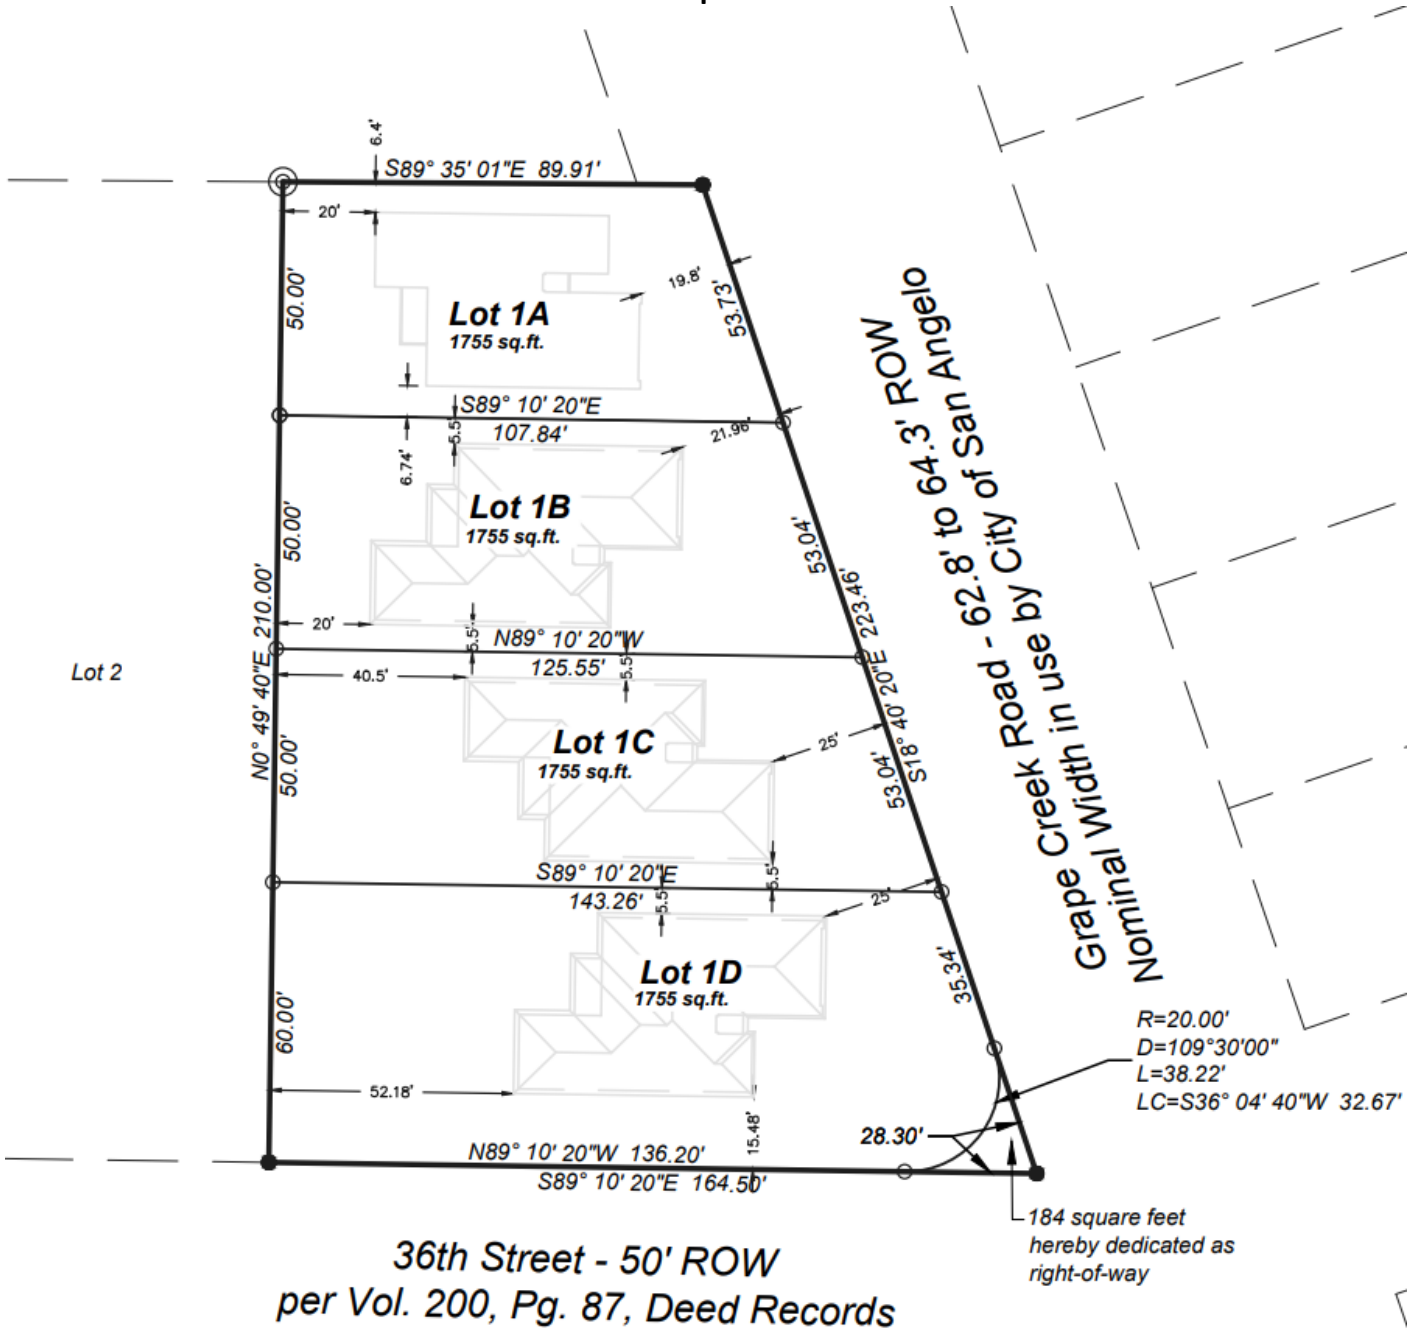 6.4'
S89° 35' 01"E 89.91'
20'
50.00'
19.8'
53.73'
Lot 1A
1755 sq.ft.
S89° 10' 20"E
107.84'
5.5'
6.74'
21.96'
Lot 1B
1755 sq.ft.
50.00'
53.04'
20'
5.5'
N89° 10' 20"W
125.55'
5.5'
N0° 49' 40"E 210.00'
S18° 40' 20"E 223.46'
Grape Creek Road - 62.8' to 64.3' ROW
Nominal Width in use by City of San Angelo
Lot 2
40.5'
Lot 1C
1755 sq.ft.
25'
50.00'
53.04'
S89° 10' 20"E
143.26'
5.5'
5.5'
25'
Lot 1D
1755 sq.ft.
35.34'
60.00'
52.18'
15.48'
R=20.00'
D=109°30'00"
L=38.22'
LC=S36° 04' 40"W 32.67'
28.30'
N89° 10' 20"W 136.20'
S89° 10' 20"E 164.50'
184 square feet
hereby dedicated as
right-of-way
36th Street - 50' ROW
per Vol. 200, Pg. 87, Deed Records